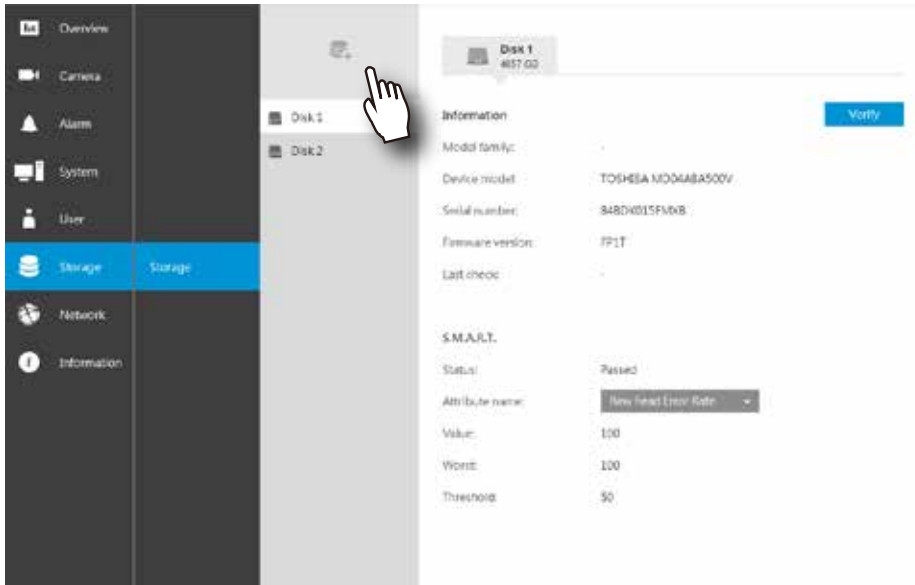 Overview
Camera
Alarm
System
User
Storage
Network
Information
Storage
Disk 1
Disk 2
Disk 1
Information
Verify
Model family: -
Device model: TOSHIBA MD04ABA500V
Serial number:
Firmware version: FP1T
Last check: -
S.M.A.R.T.
Status: Passed
Attribute name: Raw Read Error Rate
Value: 100
Worst: 100
Threshold: 50